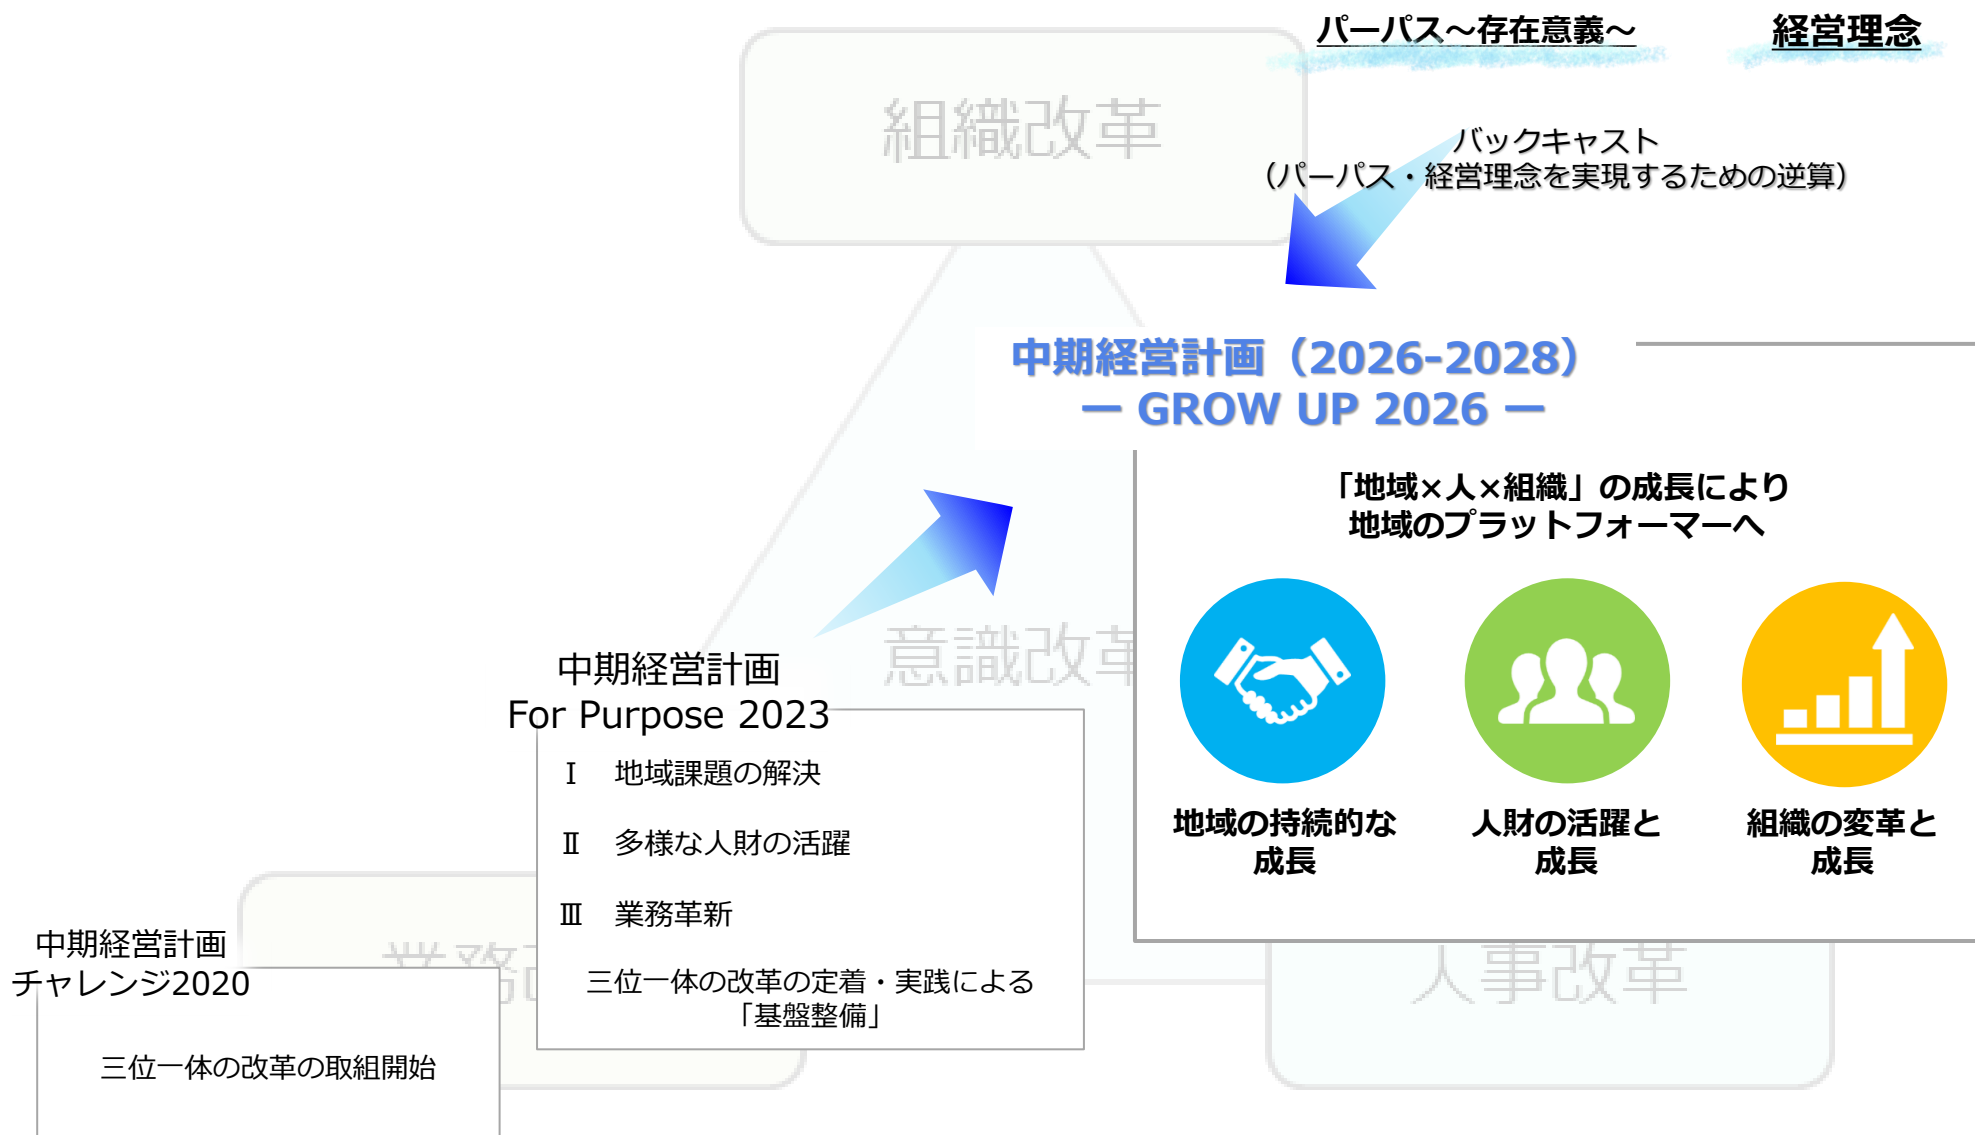 パーパス～存在意義～
経営理念
組織改革
バックキャスト
（パーパス・経営理念を実現するための逆算）
中期経営計画（2026-2028）
― GROW UP 2026 ―
「地域×人×組織」の成長により
地域のプラットフォーマーへ
意識改革
地域の持続的な
成長
人財の活躍と
成長
組織の変革と
成長
中期経営計画
For Purpose 2023
Ⅰ　地域課題の解決
Ⅱ　多様な人財の活躍
Ⅲ　業務革新
三位一体の改革の定着・実践による
「基盤整備」
業務改
人事改革
中期経営計画
チャレンジ2020
三位一体の改革の取組開始